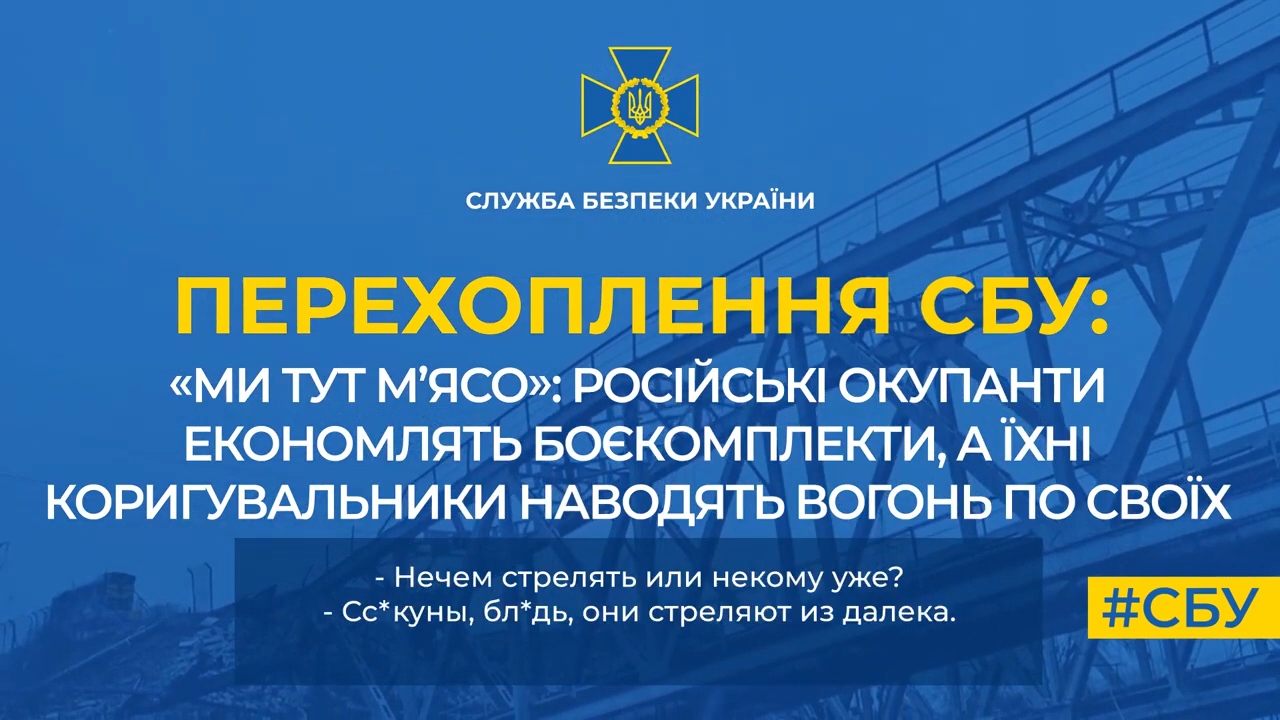 СЛУЖБА БЕЗПЕКИ УКРАЇНИ
ПЕРЕХОПЛЕННЯ СБУ:
«МИ ТУТ М’ЯСО»: РОСІЙСЬКІ ОКУПАНТИ
ЕКОНОМЛЯТЬ БОЄКОМПЛЕКТИ, А ЇХНІ
КОРИГУВАЛЬНИКИ НАВОДЯТЬ ВОГОНЬ ПО СВОЇХ
- Нечем стрелять или некому уже?
- Сс*куны, бл*дь, они стреляют из далека.
#СБУ